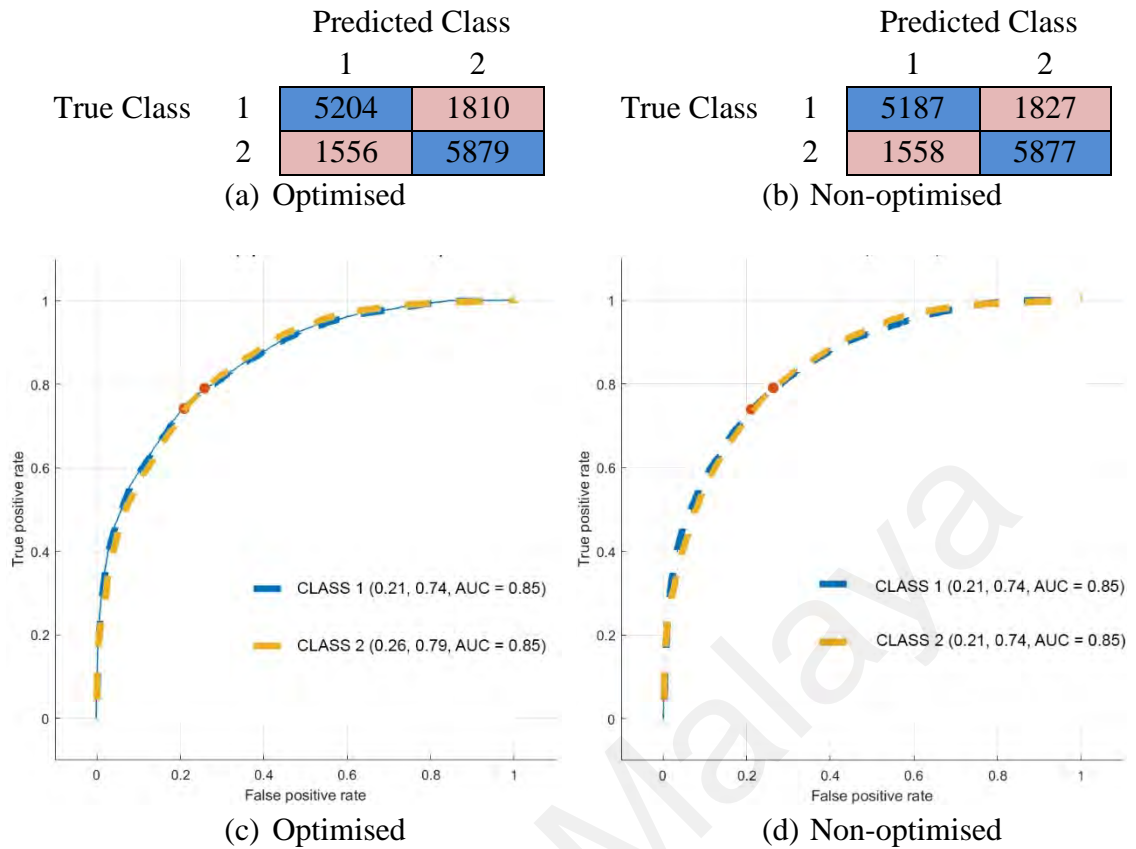 Predicted Class
1 2
True Class 1 5204 1810
2 1556 5879
(a) Optimised
Predicted Class
1 2
True Class 1 5187 1827
2 1558 5877
(b) Non-optimised
1
0.8
0.6
0.4
0.2
0
True positive rate
CLASS 1 (0.21, 0.74, AUC = 0.85)
CLASS 2 (0.26, 0.79, AUC = 0.85)
0 0.2 0.4 0.6 0.8 1
False positive rate
(c) Optimised
1
0.8
0.6
0.4
0.2
0
True positive rate
CLASS 1 (0.21, 0.74, AUC = 0.85)
CLASS 2 (0.21, 0.74, AUC = 0.85)
0 0.2 0.4 0.6 0.8 1
False positive rate
(d) Non-optimised
Malaya